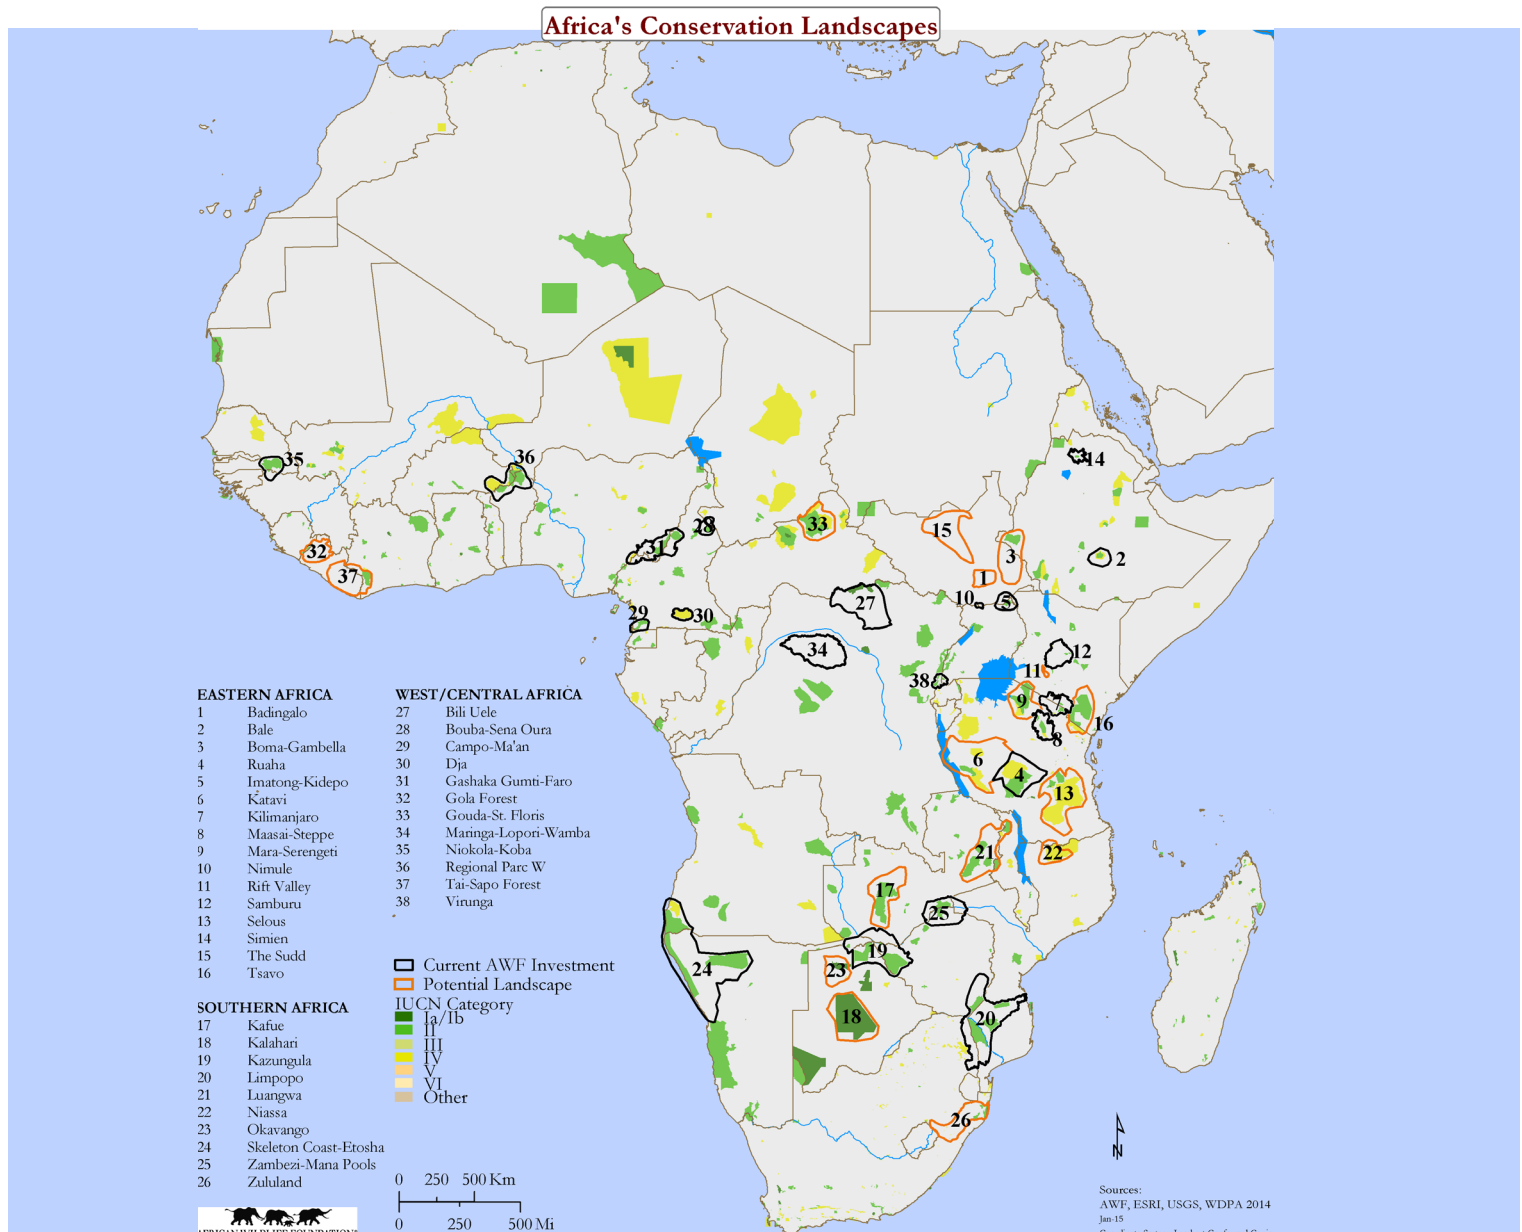 Africa's Conservation Landscapes
35
36
32
37
31
28
33
15
3
1
14
2
10
5
29
30
27
34
12
11
38
9
7
16
8
6
4
13
21
22
17
25
19
23
24
18
20
26
EASTERN AFRICA
1 Badingalo
2 Bale
3 Boma-Gambella
4 Ruaha
5 Imatong-Kidepo
6 Katavi
7 Kilimanjaro
8 Maasai-Steppe
9 Mara-Serengeti
10 Nimule
11 Rift Valley
12 Samburu
13 Selous
14 Simien
15 The Sudd
16 Tsavo
SOUTHERN AFRICA
17 Kafue
18 Kalahari
19 Kazungula
20 Limpopo
21 Luangwa
22 Niassa
23 Okavango
24 Skeleton Coast-Etosha
25 Zambezi-Mana Pools
26 Zululand
WEST/CENTRAL AFRICA
27 Bili Uele
28 Bouba-Sena Oura
29 Campo-Ma'an
30 Dja
31 Gashaka Gumti-Faro
32 Gola Forest
33 Gouda-St. Floris
34 Maringa-Lopori-Wamba
35 Niokola-Koba
36 Regional Parc W
37 Tai-Sapo Forest
38 Virunga
Current AWF Investment
Potential Landscape
IUCN Category
Ia/Ib
II
III
IV
V
VI
Other
0 250 500 Km
0 250 500 Mi
N
Sources:
AWF, ESRI, USGS, WDPA 2014
Jan-15
AFRICAN WILDLIFE FOUNDATION